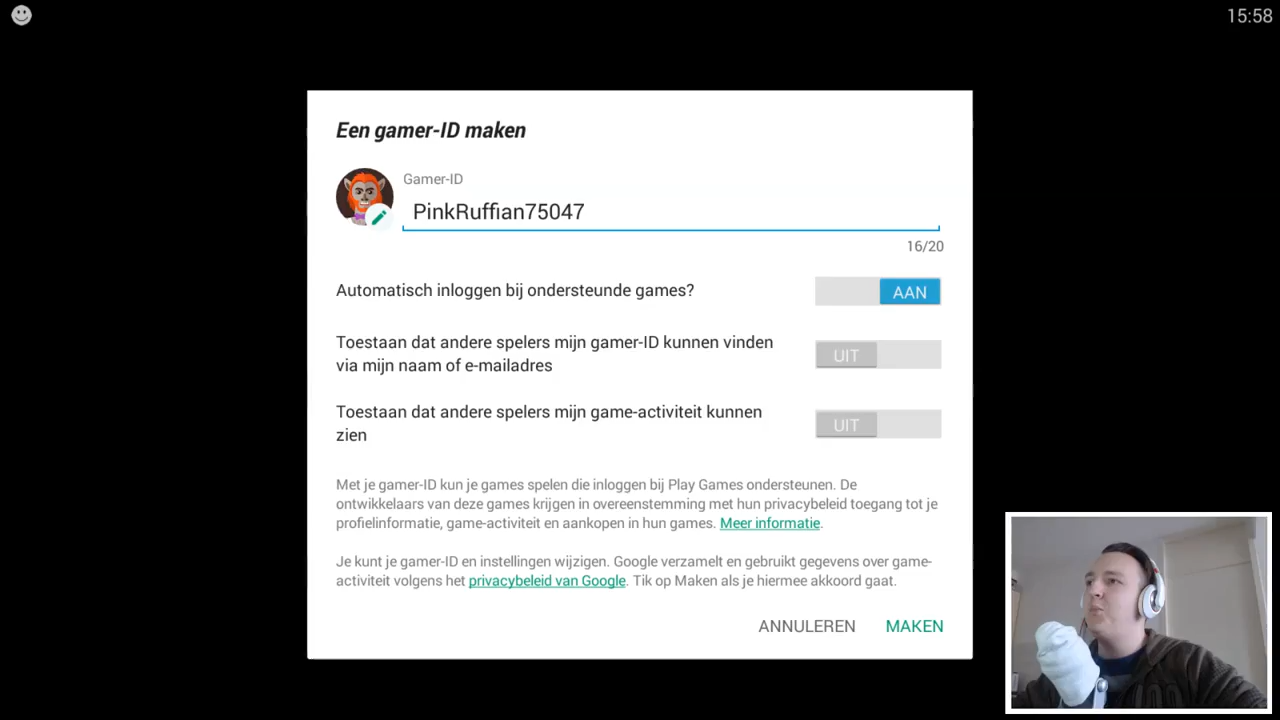 15:58
Een gamer-ID maken
Gamer-ID
PinkRuffian75047
16/20
Automatisch inloggen bij ondersteunde games?
AAN
Toestaan dat andere spelers mijn gamer-ID kunnen vinden
via mijn naam of e-mailadres
UIT
Toestaan dat andere spelers mijn game-activiteit kunnen
zien
UIT
Met je gamer-ID kun je games spelen die inloggen bij Play Games ondersteunen. De
ontwikkelaars van deze games krijgen in overeenstemming met hun privacybeleid toegang tot je
profielinformatie, game-activiteit en aankopen in hun games. Meer informatie.
Je kunt je gamer-ID en instellingen wijzigen. Google verzamelt en gebruikt gegevens over game-
activiteit volgens het privacybeleid van Google. Tik op Maken als je hiermee akkoord gaat.
ANNULEREN
MAKEN